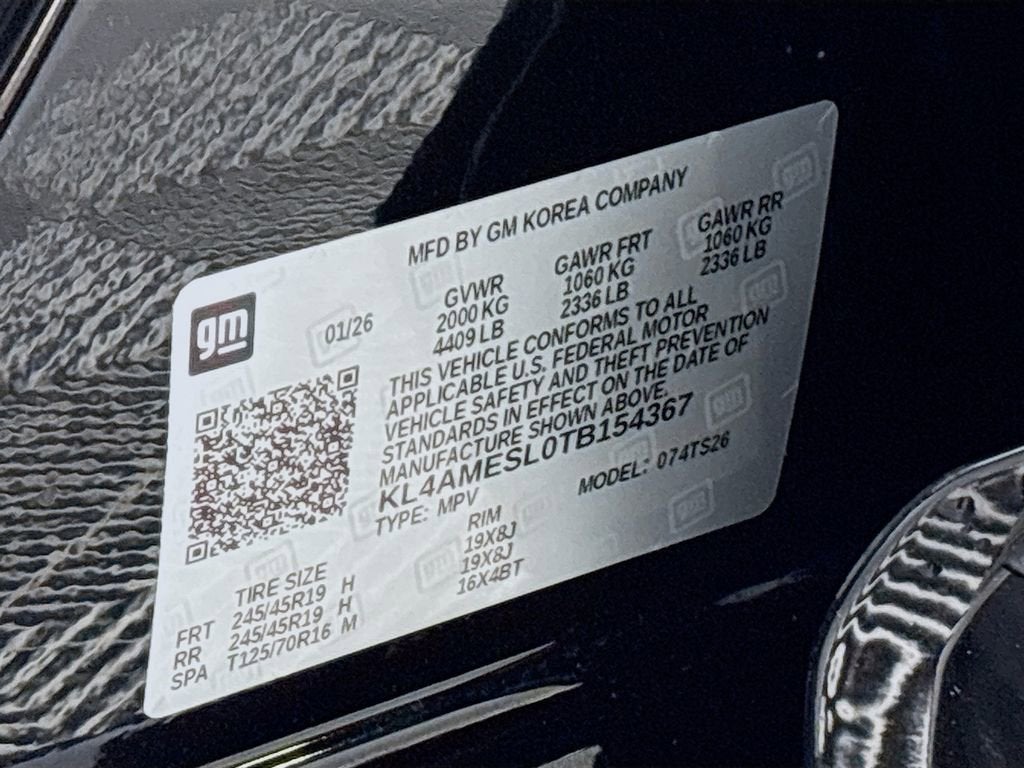 MFD BY GM KOREA COMPANY
gm
01/26
GVWR GAWR FRT GAWR RR
2000 KG 1060 KG 1060 KG
4409 LB 2336 LB 2336 LB
THIS VEHICLE CONFORMS TO ALL
APPLICABLE U.S. FEDERAL MOTOR
VEHICLE SAFETY AND THEFT PREVENTION
STANDARDS IN EFFECT ON THE DATE OF
MANUFACTURE SHOWN ABOVE.
KL4AMESL0TB154367
TYPE: MPV MODEL: 074TS26
TIRE SIZE RIM
FRT 245/45R19 H 19X8J
RR 245/45R19 H 19X8J
SPA T125/70R16 M 16X4BT